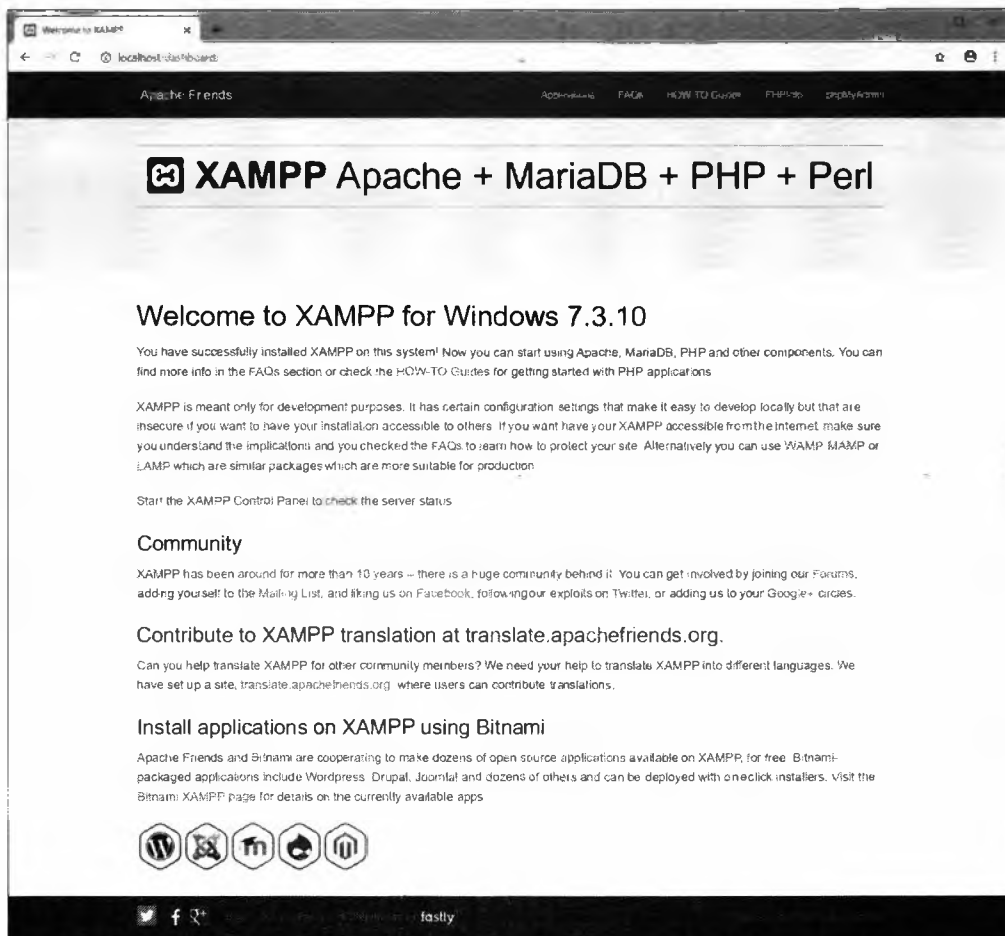 Welcome to XAMPP
localhost/dashboard/
Apache Friends
Applications FAQs HOW-TO Guides PHPInfo phpMyAdmin
XAMPP Apache + MariaDB + PHP + Perl
Welcome to XAMPP for Windows 7.3.10
You have successfully installed XAMPP on this system! Now you can start using Apache, MariaDB, PHP and other components. You can
find more info in the FAQs section or check the HOW-TO Guides for getting started with PHP applications
XAMPP is meant only for development purposes. It has certain configuration settings that make it easy to develop locally but that are
insecure if you want to have your installation accessible to others. If you want have your XAMPP accessible from the internet, make sure
you understand the implications and you checked the FAQs to learn how to protect your site. Alternatively you can use WAMP, MAMP or
LAMP which are similar packages which are more suitable for production
Start the XAMPP Control Panel to check the server status
Community
XAMPP has been around for more than 10 years – there is a huge community behind it. You can get involved by joining our Forums,
adding yourself to the Mailing List, and liking us on Facebook, following our exploits on Twitter, or adding us to your Google+ circles.
Contribute to XAMPP translation at translate.apachefriends.org.
Can you help translate XAMPP for other community members? We need your help to translate XAMPP into different languages. We
have set up a site, translate.apachefriends.org, where users can contribute translations.
Install applications on XAMPP using Bitnami
Apache Friends and Bitnami are cooperating to make dozens of open source applications available on XAMPP, for free. Bitnami-
packaged applications include Wordpress, Drupal, Joomla! and dozens of others and can be deployed with one click installers. Visit the
Bitnami XAMPP page for details on the currently available apps
fastly